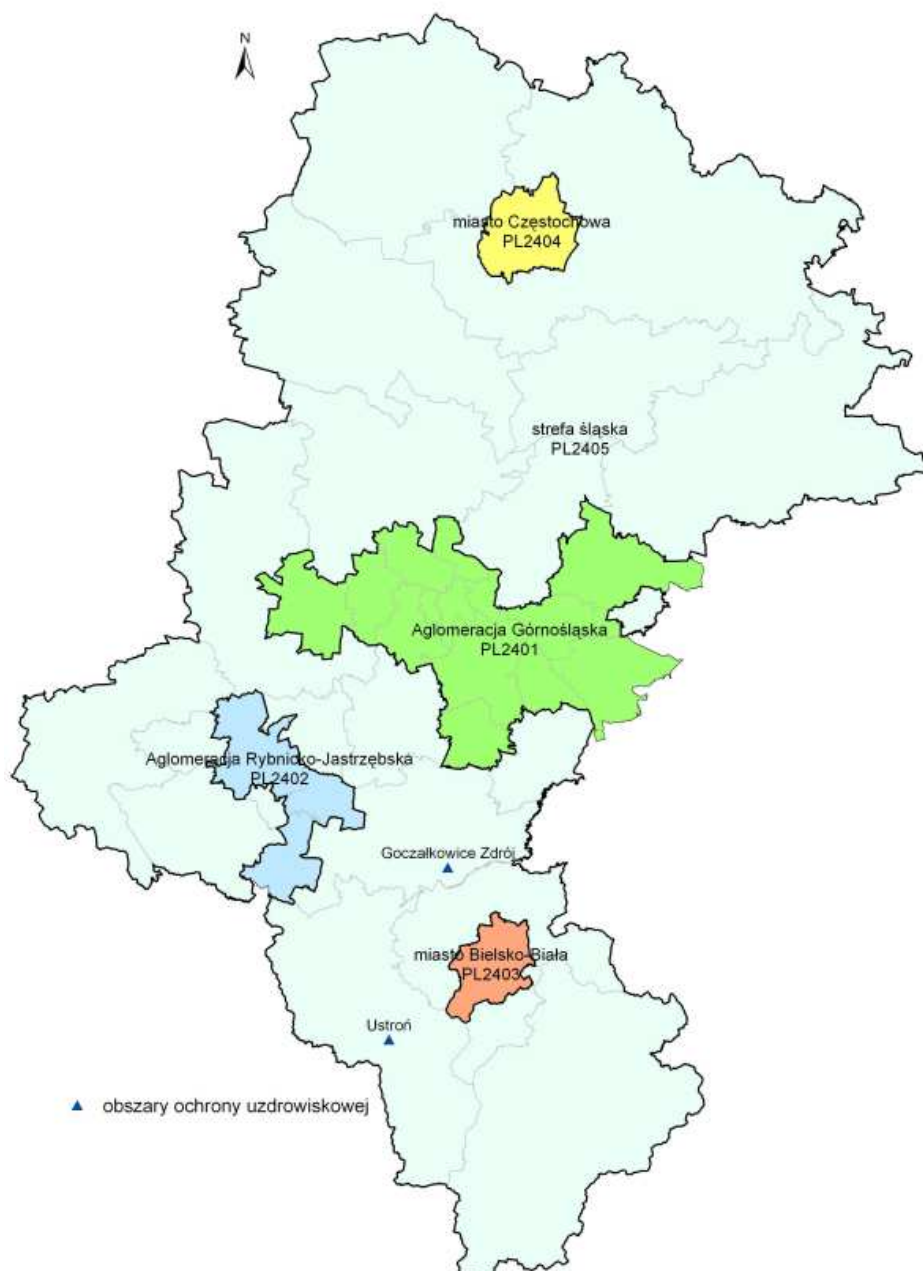 N
miasto Częstochowa
PL2404
strefa śląska
PL2405
Aglomeracja Górnośląska
PL2401
Aglomeracja Rybnicko-Jastrzębska
PL2402
Goczałkowice Zdrój
miasto Bielsko-Biała
PL2403
Ustroń
obszary ochrony uzdrowiskowej